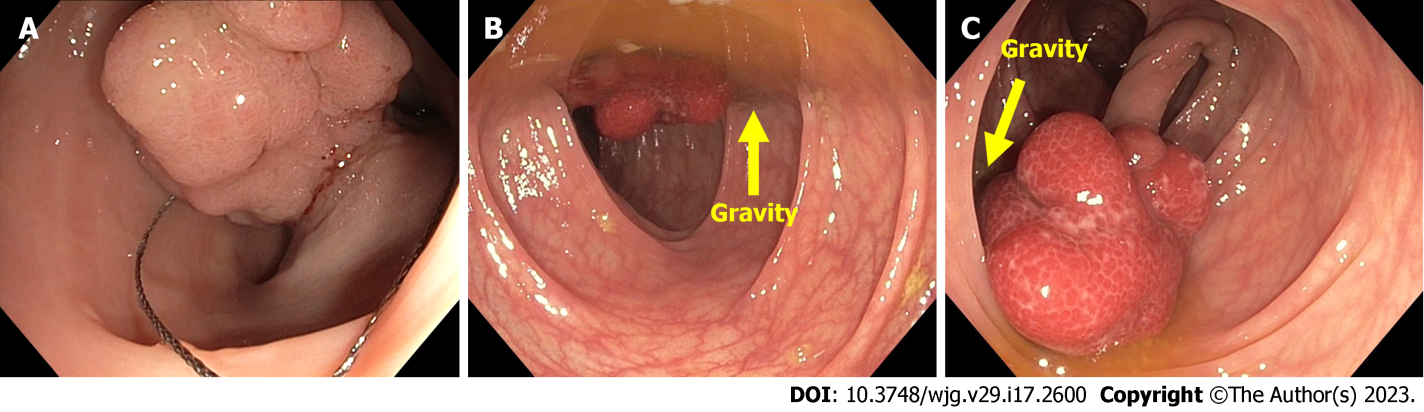 A
B
C
Gravity
Gravity
DOI: 10.3748/wjg.v29.i17.2600 Copyright ©The Author(s) 2023.